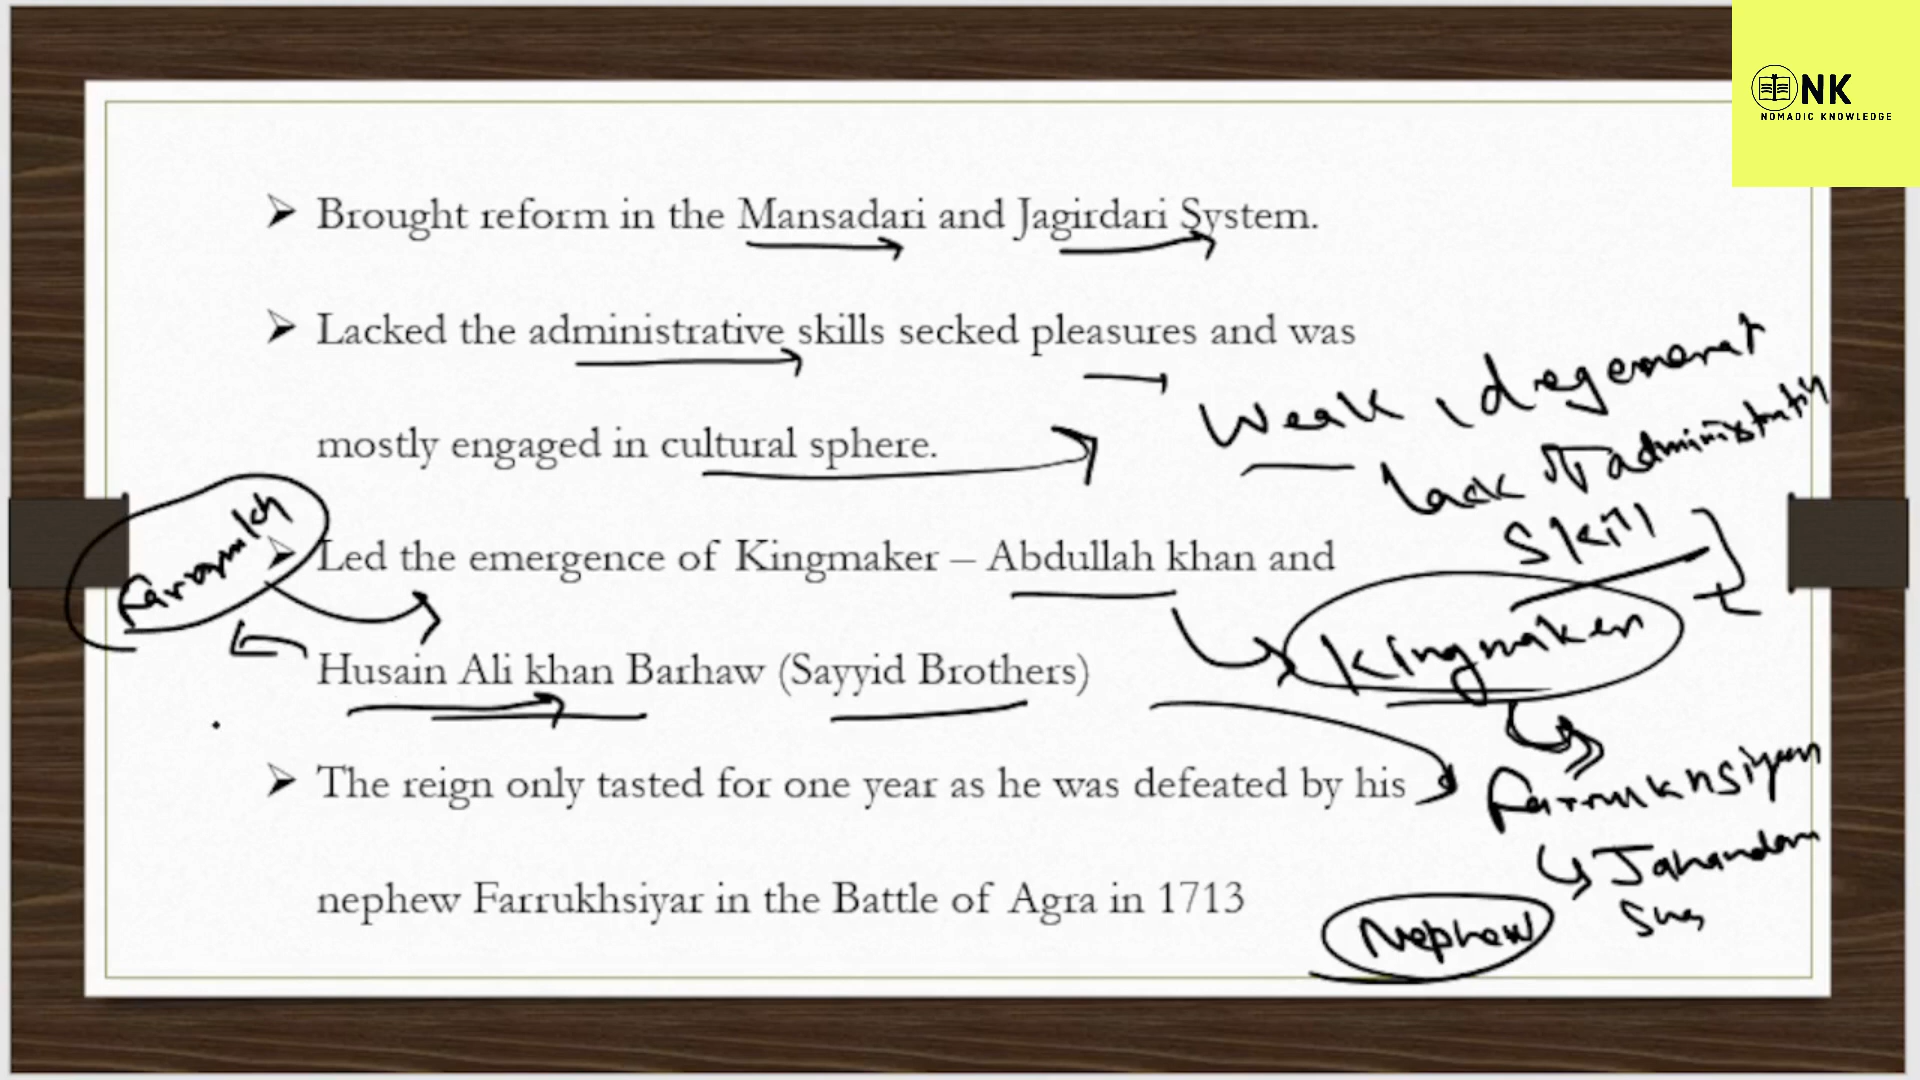 NK
NOMADIC KNOWLEDGE
Brought reform in the Mansadari and Jagirdari System.
Lacked the administrative skills secked pleasures and was
mostly engaged in cultural sphere.
Weak
lack of administratiy
Skill
Led the emergence of Kingmaker – Abdullah khan and
Kingmaker
Husain Ali khan Barhaw (Sayyid Brothers)
The reign only tasted for one year as he was defeated by his
Farrukhsiyar
nephew Farrukhsiyar in the Battle of Agra in 1713
Nephew